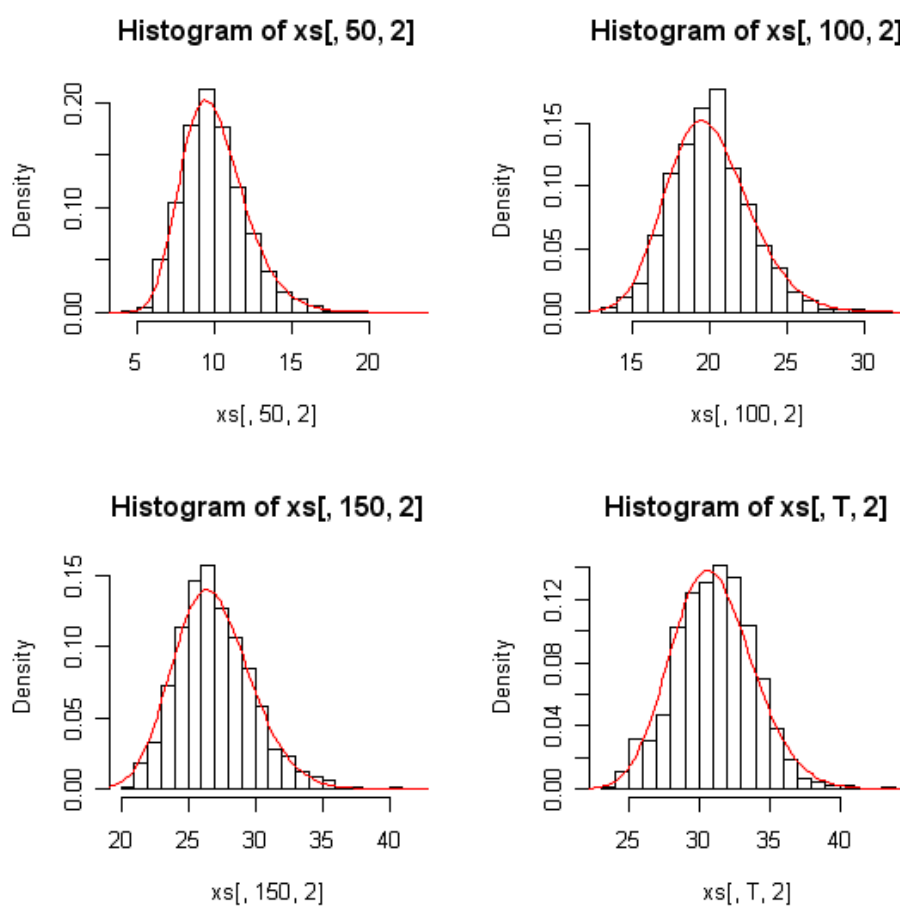 Histogram of xs[, 50, 2]
Density
0.00 0.10 0.20
5 10 15 20
xs[, 50, 2]
Histogram of xs[, 100, 2]
Density
0.00 0.05 0.10 0.15
15 20 25 30
xs[, 100, 2]
Histogram of xs[, 150, 2]
Density
0.00 0.05 0.10 0.15
20 25 30 35 40
xs[, 150, 2]
Histogram of xs[, T, 2]
Density
0.00 0.04 0.08 0.12
25 30 35 40
xs[, T, 2]